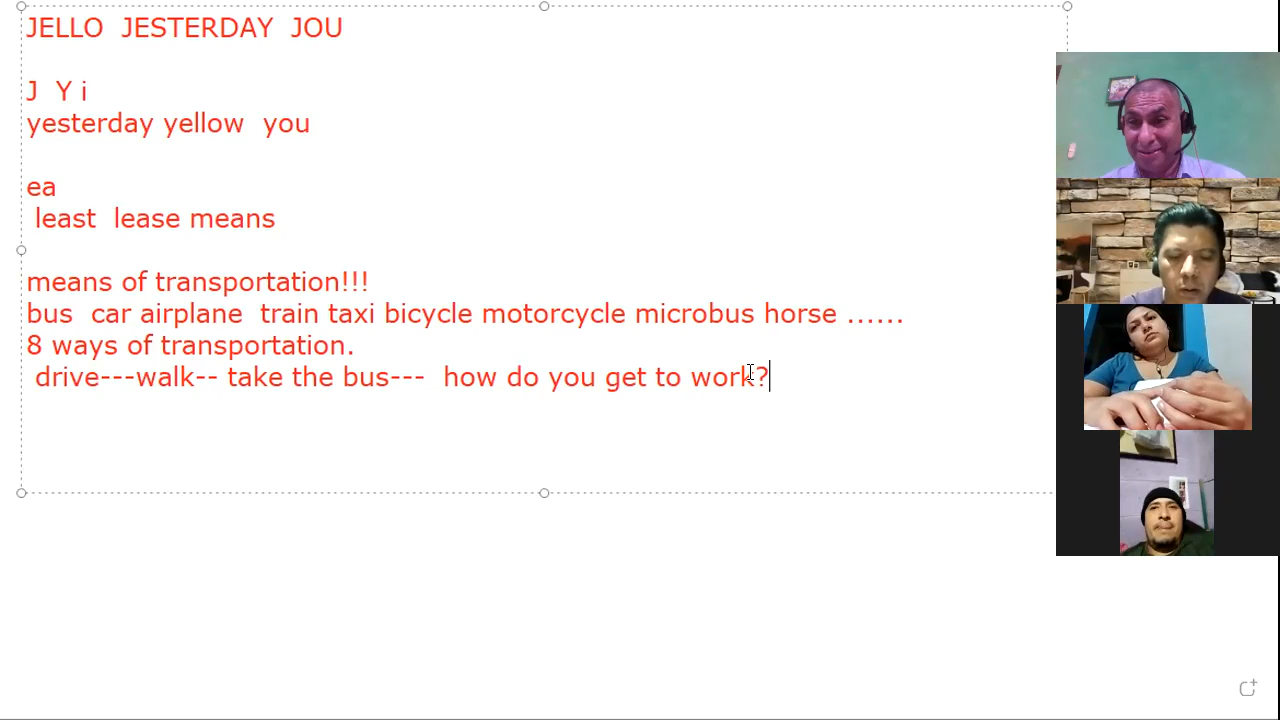 JELLO JESTERDAY JOU
J Y i
yesterday yellow you
ea
least lease means
means of transportation!!!
bus car airplane train taxi bicycle motorcycle microbus horse ......
8 ways of transportation.
drive---walk-- take the bus--- how do you get to work?